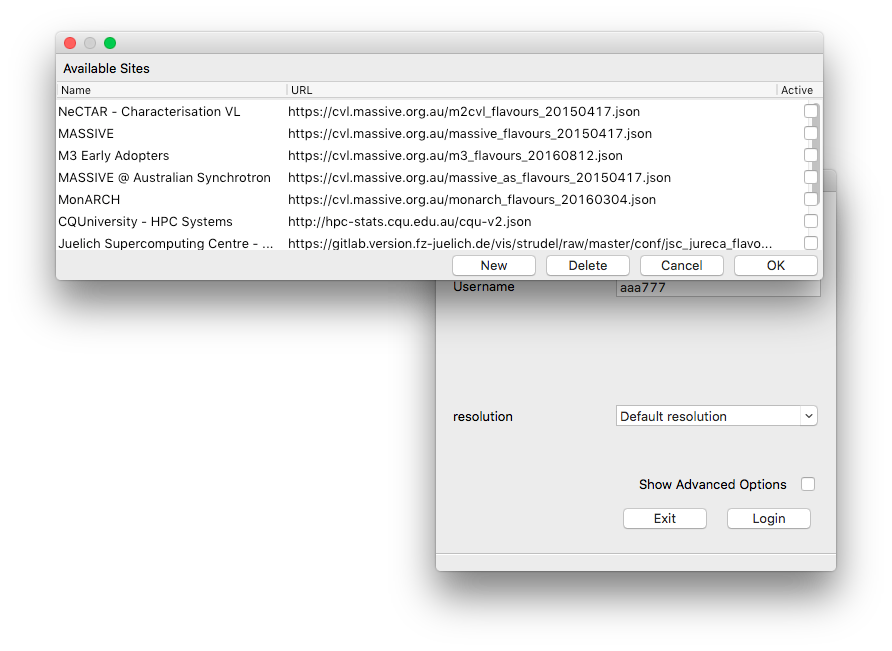 Available Sites
Name URL Active
NeCTAR - Characterisation VL https://cvl.massive.org.au/m2cvl_flavours_20150417.json
MASSIVE https://cvl.massive.org.au/massive_flavours_20150417.json
M3 Early Adopters https://cvl.massive.org.au/m3_flavours_20160812.json
MASSIVE @ Australian Synchrotron https://cvl.massive.org.au/massive_as_flavours_20150417.json
MonARCH https://cvl.massive.org.au/monarch_flavours_20160304.json
CQUniversity - HPC Systems http://hpc-stats.cqu.edu.au/cqu-v2.json
Juelich Supercomputing Centre - ... https://gitlab.version.fz-juelich.de/vis/strudel/raw/master/conf/jsc_jureca_flavo...
New Delete Cancel OK
Username aaa777
resolution Default resolution
Show Advanced Options
Exit Login